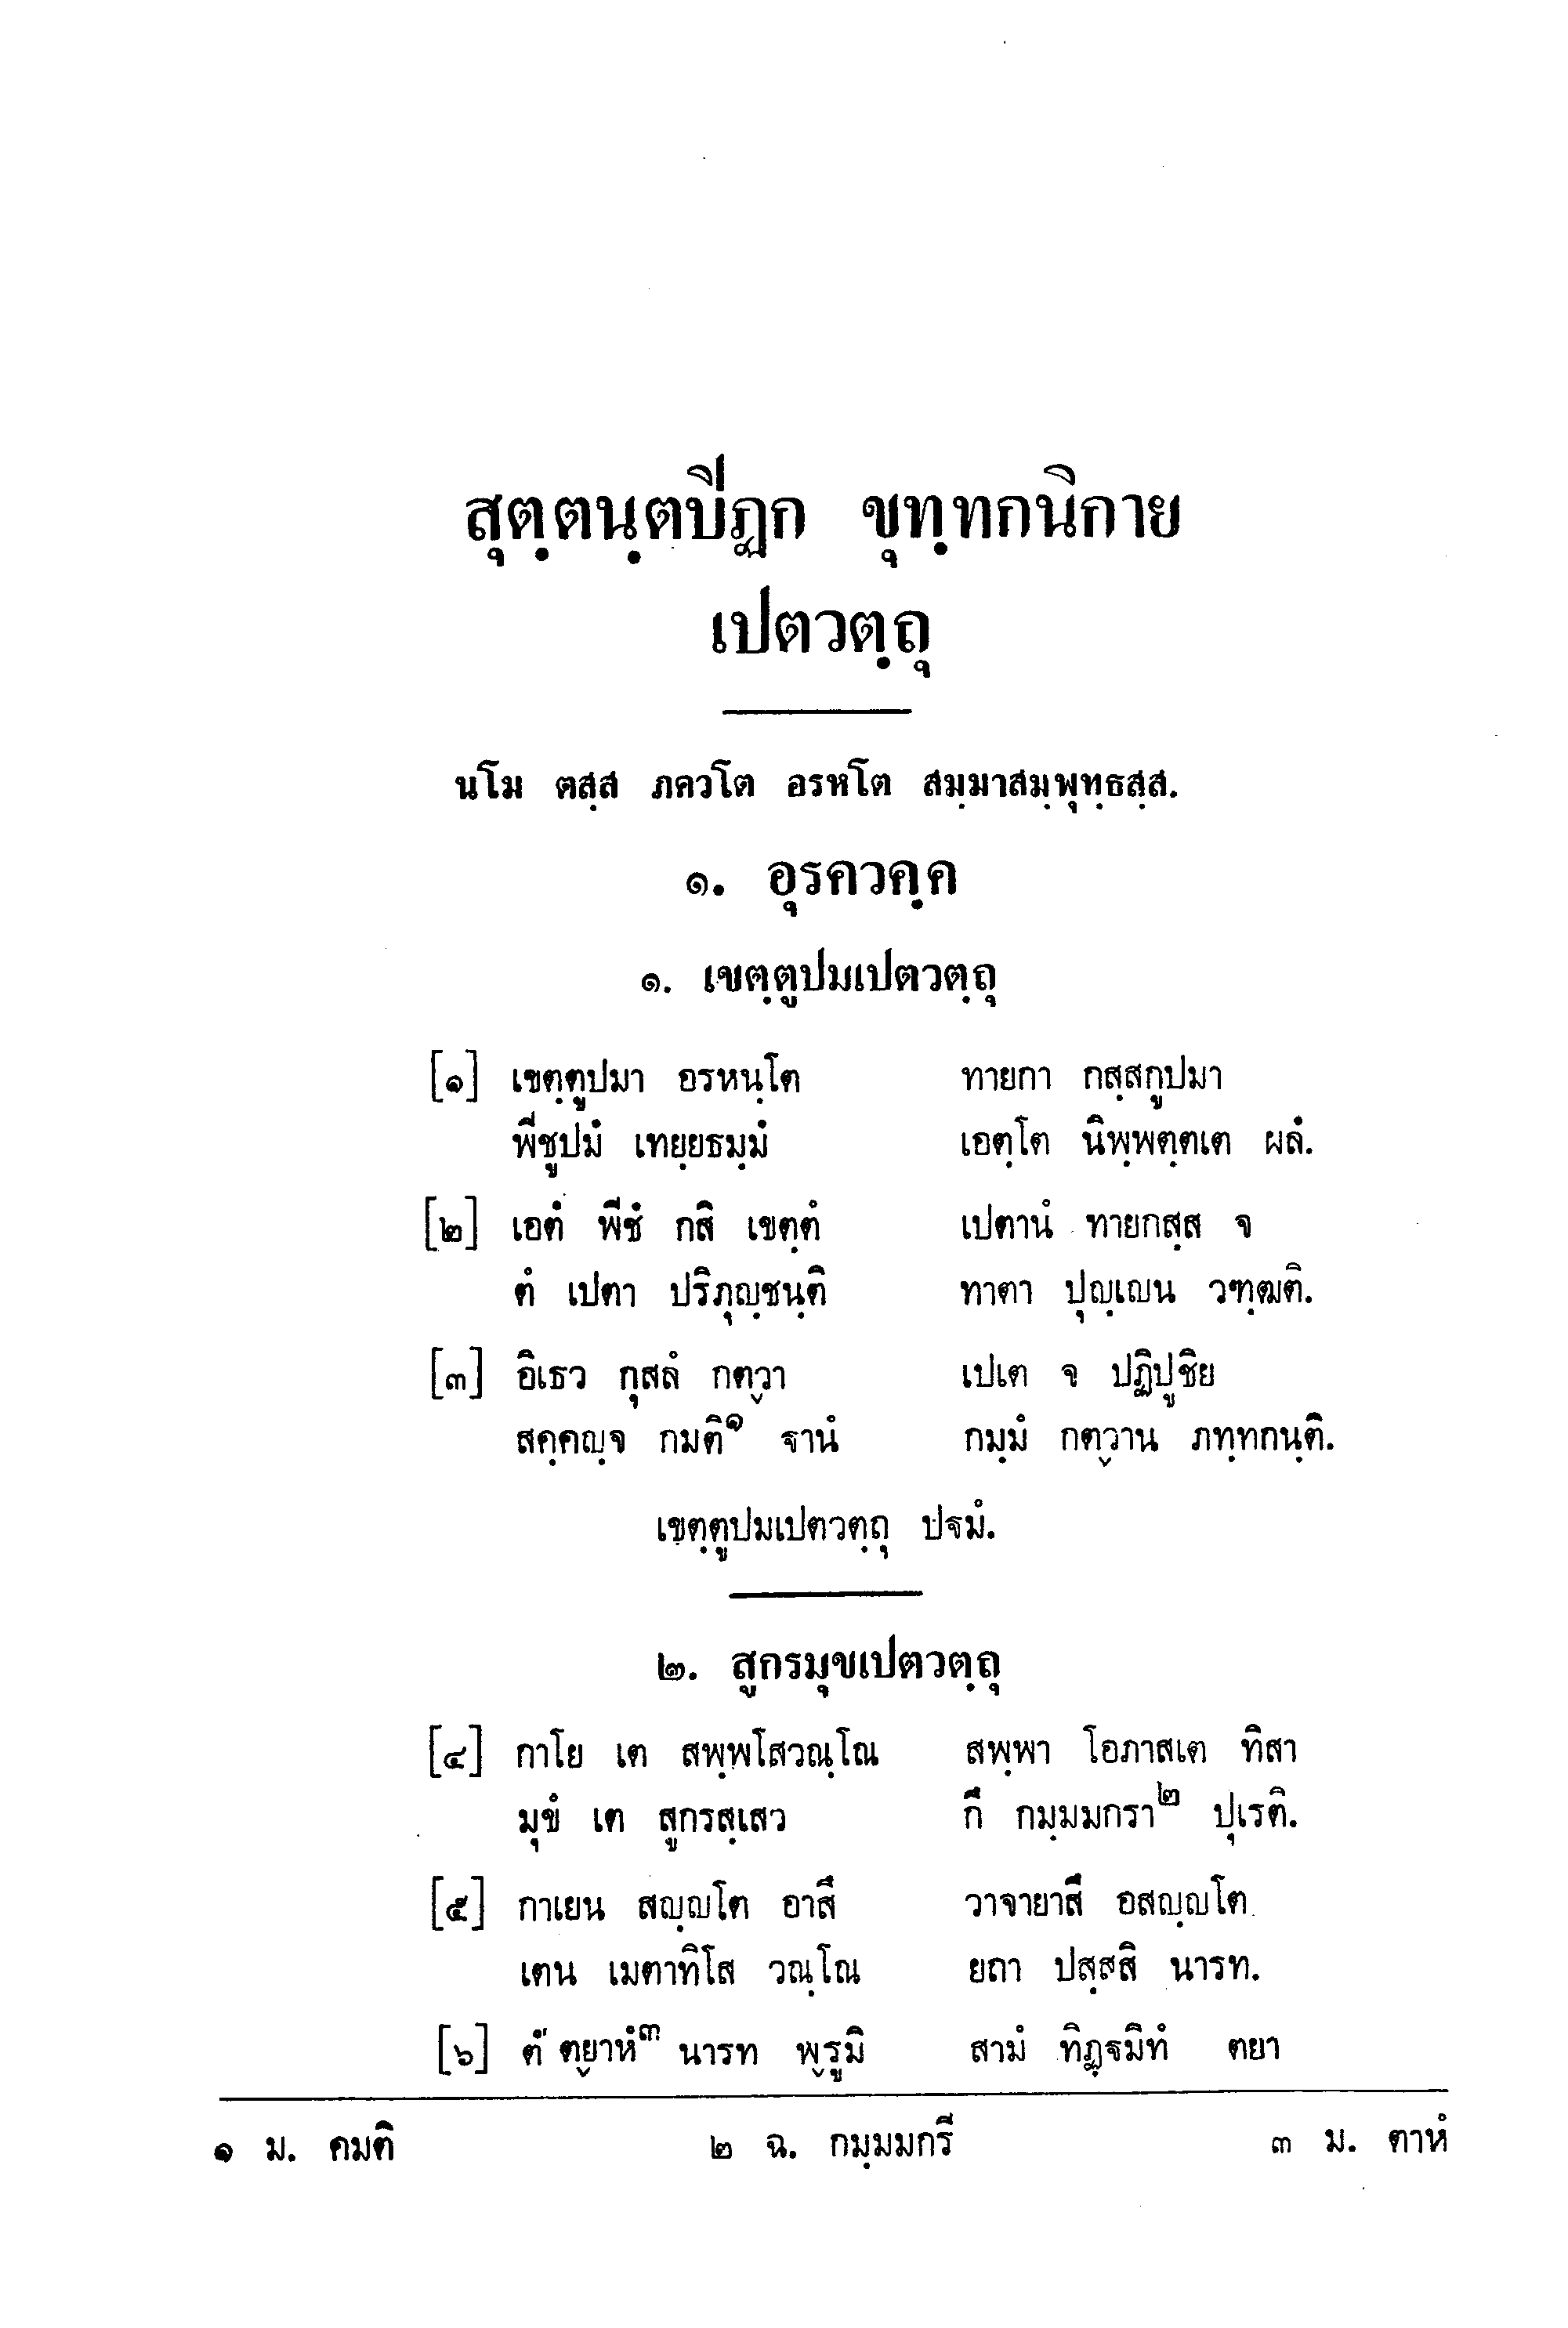 สุตฺตนฺตปีฏก ขุทฺทกนิกาย
เปตวตฺถุ
นโม ตสฺส ภควโต อรหโต สมฺมาสมฺพุทฺธสฺส.
๑. อุรควคฺค
๑. เขตฺตูปมเปตวตฺถุ
[๑] เขตฺตูปมา อรหนฺโต ทายกา กสฺสกูปมา
พีชูปมํ เทยฺยธมฺมํ เอตฺโต นิพฺพตฺตเต ผลํ.
[๒] เอตํ พีชํ กสิ เขตฺตํ เปตานํ ทายกสฺส จ
ตํ เปตา ปริภุญฺชนฺติ ทาตา ปุญฺเญน วฑฺฒติ.
[๓] อิเธว กุสลํ กตฺวา เปเต จ ปฏิปูชิย
สคฺคญฺจ กมติ๑ ฐานํ กมฺมํ กตฺวาน ภทฺทกนฺติ.
เขตฺตูปมเปตวตฺถุ ปฐมํ.
๒. สูกรมุขเปตวตฺถุ
[๔] กาโย เต สพฺพโสวณฺโณ สพฺพา โอภาสเต ทิสา
มุขํ เต สูกรสฺเสว กึ กมฺมมกรา๒ ปุเรติ.
[๕] กาเยน สญฺญโต อาสึ วาจายาสึ อสญฺญโต
เตน เมตาทิโส วณฺโณ ยถา ปสฺสสิ นารท.
[๖] ตํ ตฺยาหํ๓ นารท พฺรูมิ สามํ ทิฏฺฐมิทํ ตยา
๑ ม. คมติ ๒ ฉ. กมฺมมกรี ๓ ม. ตาหํ